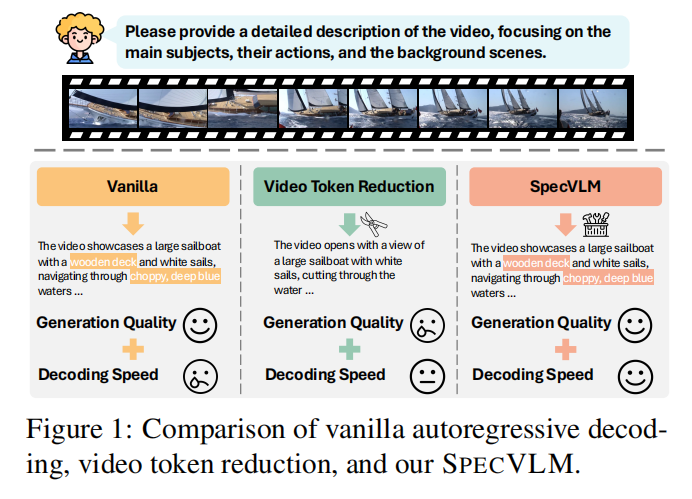 Please provide a detailed description of the video, focusing on the
main subjects, their actions, and the background scenes.
Vanilla
The video showcases a large sailboat
with a wooden deck and white sails,
navigating through choppy, deep blue
waters ...
Generation Quality
Decoding Speed
Video Token Reduction
The video opens with a view of
a large sailboat with white
sails, cutting through the
water ...
Generation Quality
Decoding Speed
SpecVLM
The video showcases a large sailboat
with a wooden deck and white sails,
navigating through choppy, deep blue
waters ...
Generation Quality
Decoding Speed
Figure 1: Comparison of vanilla autoregressive decod-
ing, video token reduction, and our SPECVLM.